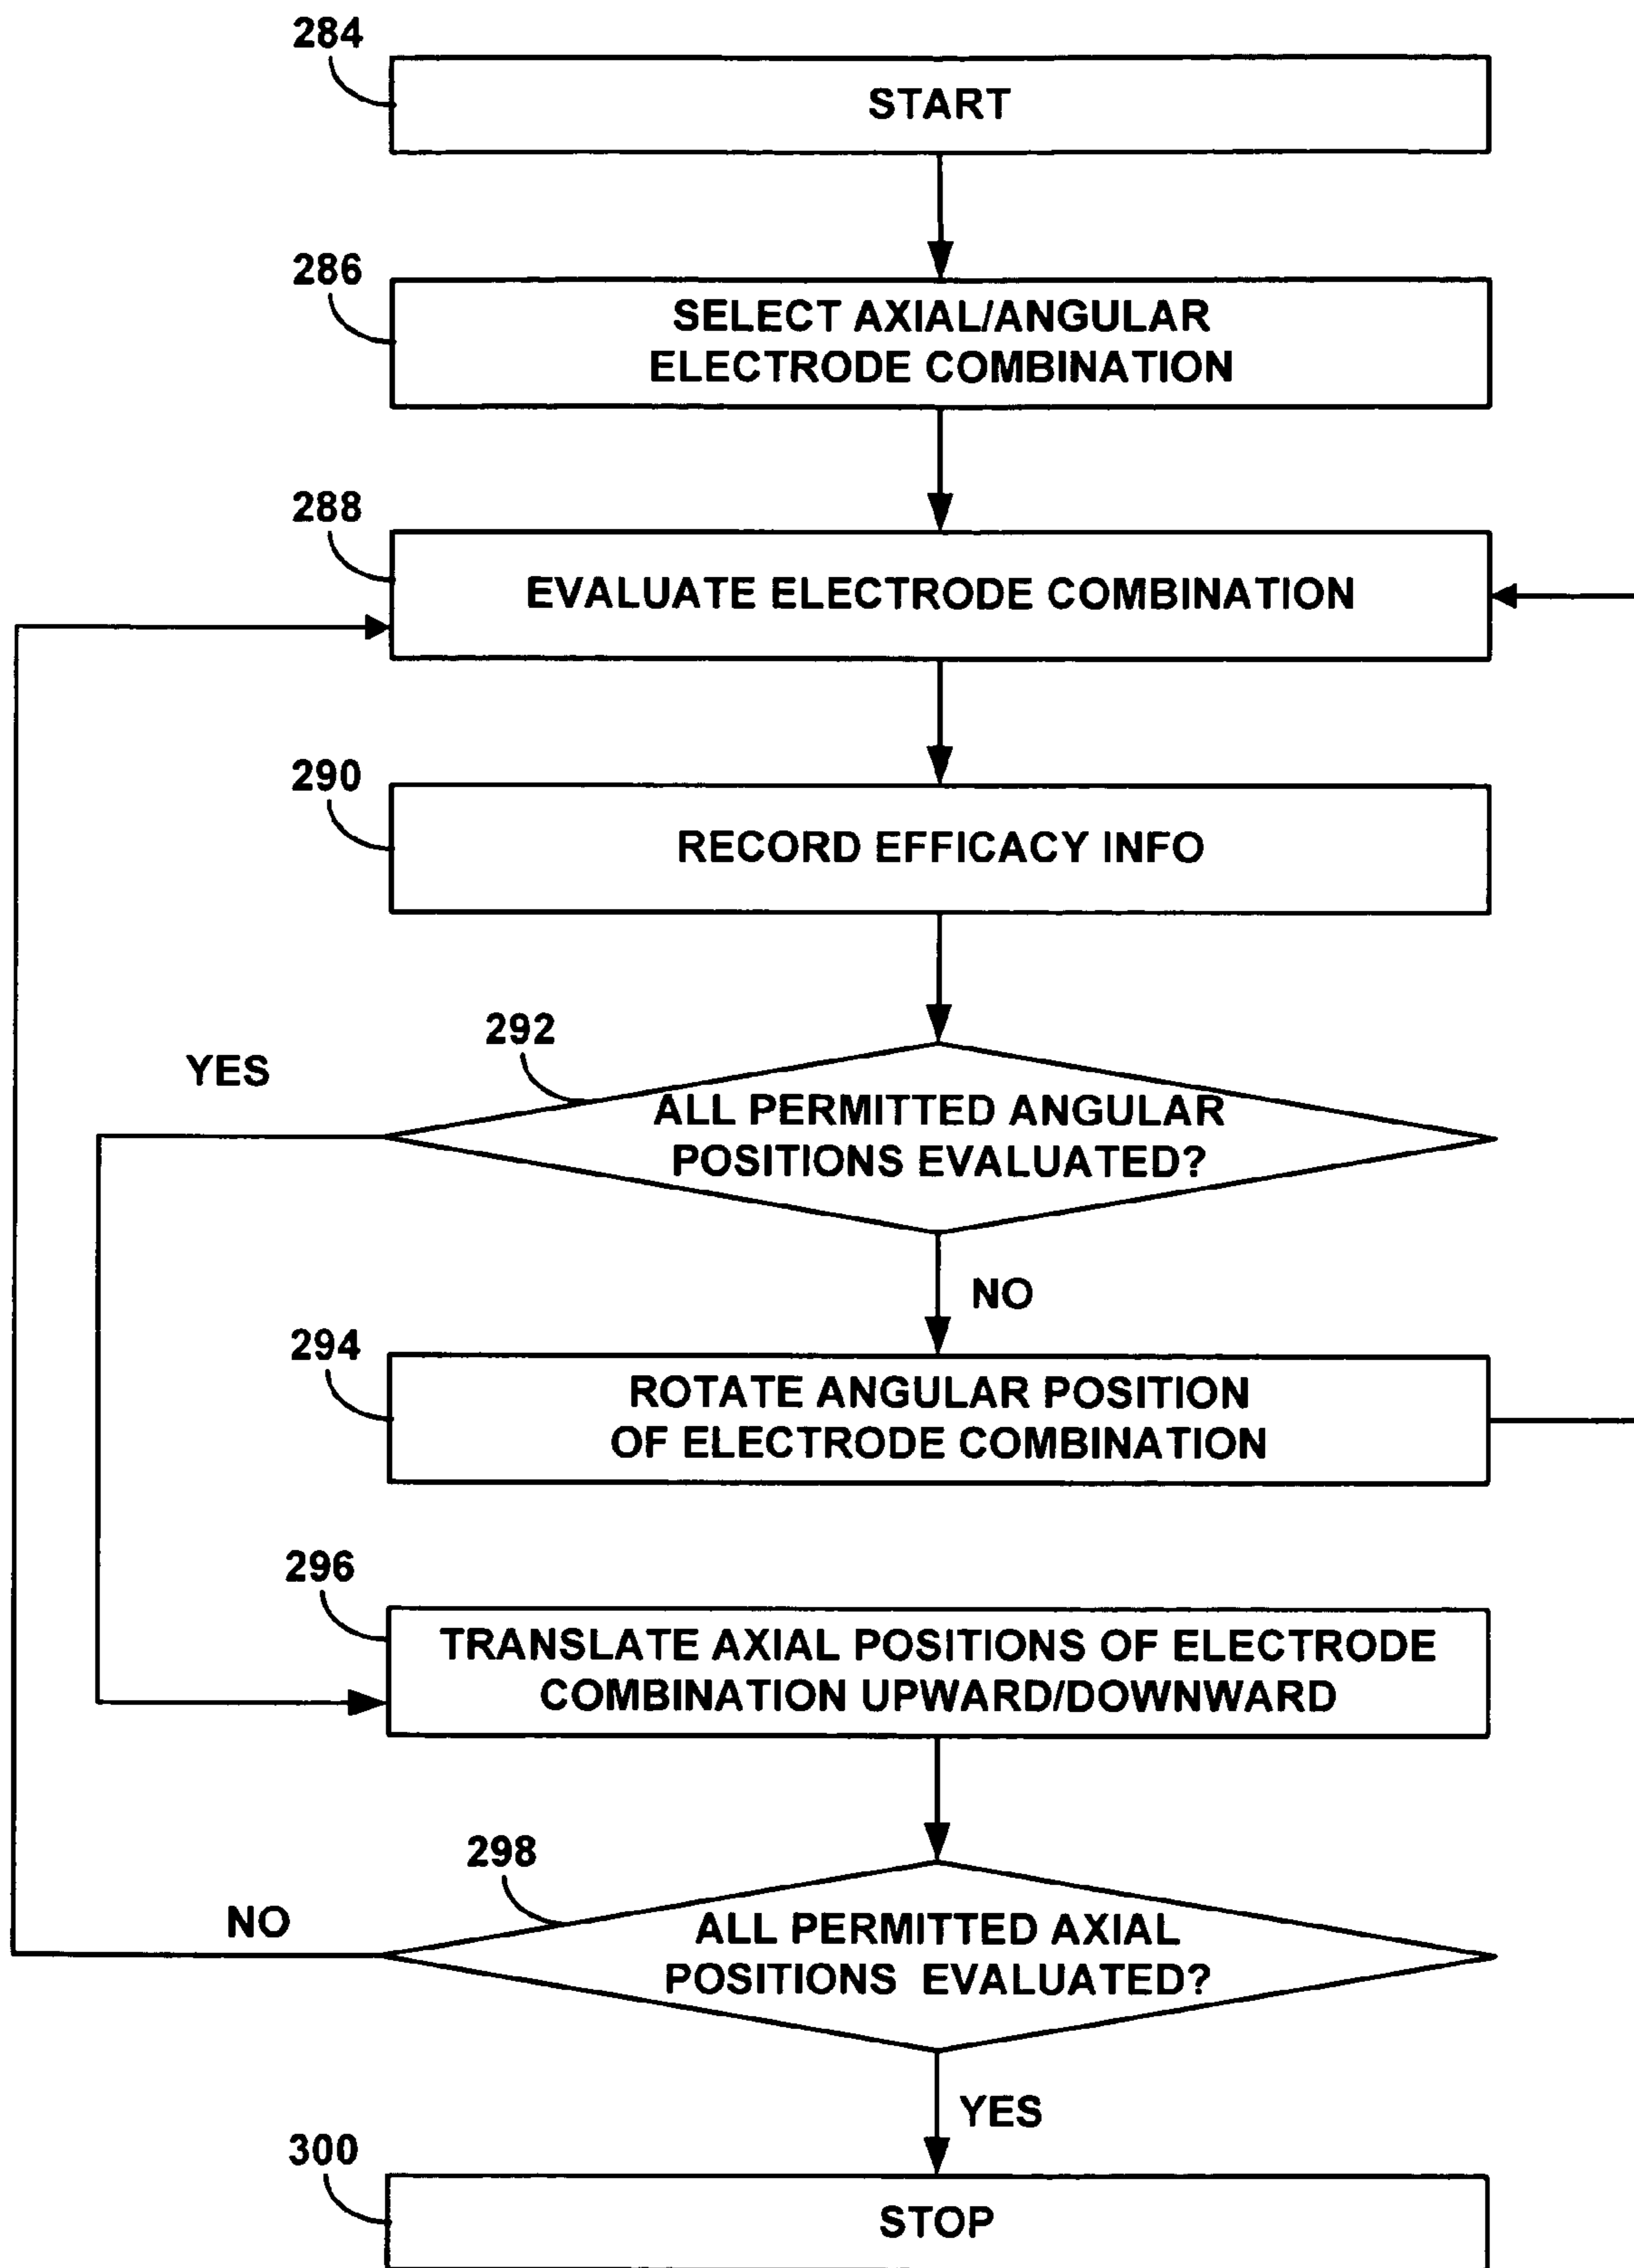 284
START
286
SELECT AXIAL/ANGULAR
ELECTRODE COMBINATION
288
EVALUATE ELECTRODE COMBINATION
290
RECORD EFFICACY INFO
292
YES
ALL PERMITTED ANGULAR
POSITIONS EVALUATED?
NO
294
ROTATE ANGULAR POSITION
OF ELECTRODE COMBINATION
296
TRANSLATE AXIAL POSITIONS OF ELECTRODE
COMBINATION UPWARD/DOWNWARD
298
NO
ALL PERMITTED AXIAL
POSITIONS EVALUATED?
YES
300
STOP